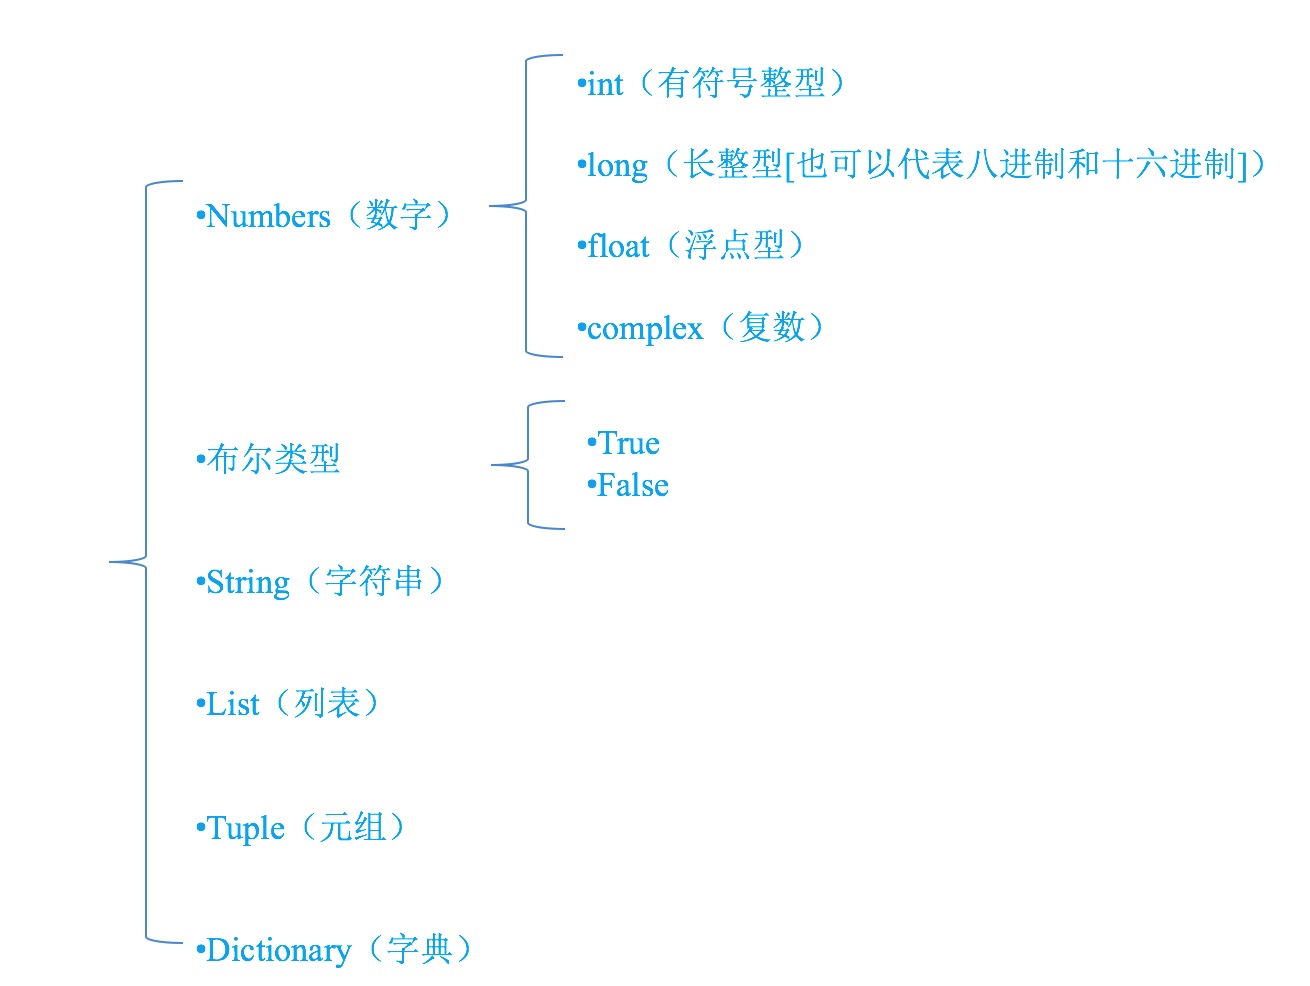 •Numbers（数字）
•int（有符号整型）
•long（长整型[也可以代表八进制和十六进制]）
•float（浮点型）
•complex（复数）
•布尔类型
•True
•False
•String（字符串）
•List（列表）
•Tuple（元组）
•Dictionary（字典）